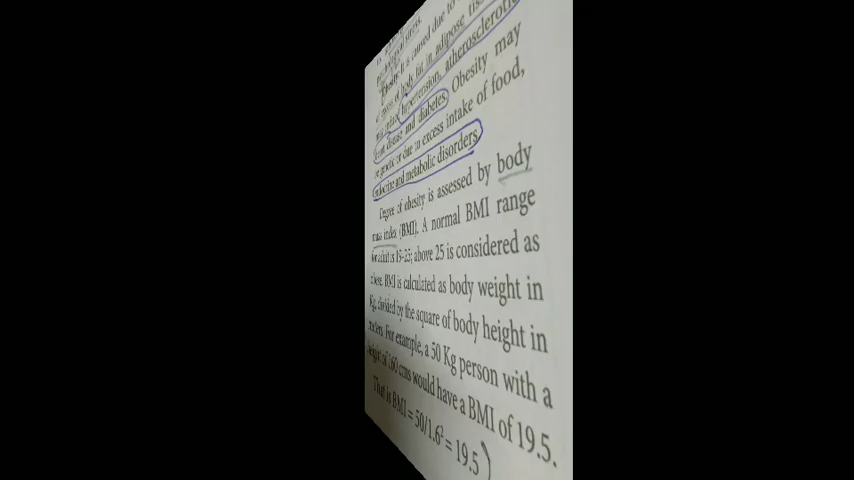 Obesity: It is caused due to
of body fat in adipose
hypertension, atherosclerotic
heart disease and diabetes. Obesity may
be genetic or due to excess intake of food,
endocrine and metabolic disorders.
Degree of obesity is assessed by body
mass index (BMI). A normal BMI range
for adult is 19-25; above 25 is considered as
obese. BMI is calculated as body weight in
Kg, divided by the square of body height in
meters. For example, a 50 Kg person with a
height of 160 cms would have a BMI of 19.5.
That is BMI = 50/1.6² = 19.5